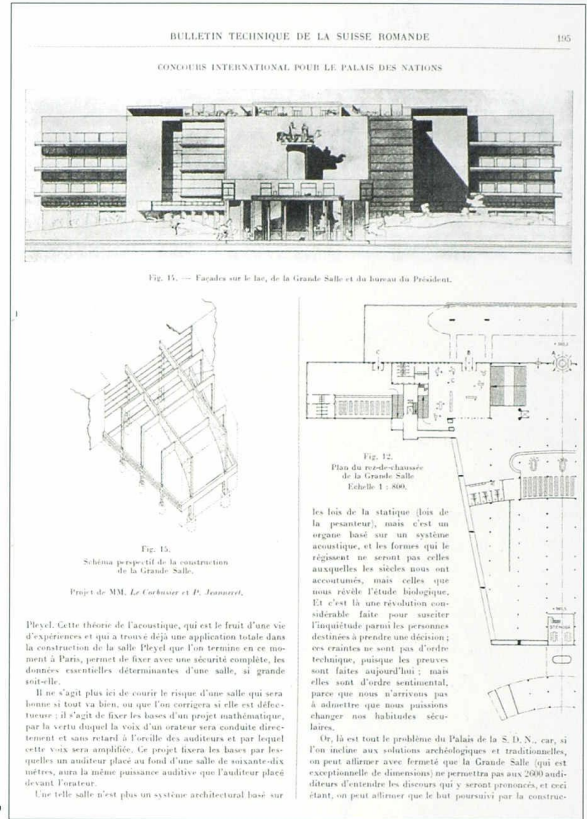 BULLETIN TECHNIQUE DE LA SUISSE ROMANDE
195
CONCOURS INTERNATIONAL POUR LE PALAIS DES NATIONS
Fig. 14. — Façades sur le lac, de la Grande Salle et du bureau du Président.
Fig. 15.
Schéma perspectif de la construction
de la Grande Salle.
Projet de MM. Le Corbusier et P. Jeanneret.
Pleyel. Cette théorie de l'acoustique, qui est le fruit d'une vie
d'expériences et qui a trouvé déjà une application totale dans
la construction de la salle Pleyel que l'on termine en ce mo-
ment à Paris, permet de fixer avec une sécurité complète, les
données essentielles déterminantes d'une salle, si grande
soit-elle.
Il ne s'agit plus ici de courir le risque d'une salle qui sera
bonne si tout va bien, ou que l'on corrigera si elle est défec-
tueuse ; il s'agit de fixer les bases d'un projet mathématique,
par la vertu duquel la voix d'un orateur sera conduite direc-
tement et sans retard à l'orville des auditeurs et par lequel
cette voix sera amplifiée. Ce projet fixera les bases par les-
quelles un auditeur placé au fond d'une salle de soixante-dix
mètres, aura la même puissance auditive que l'auditeur placé
devant l'orateur.
Une telle salle n'est plus un système architectural basé sur
Fig. 12.
Plan du rez-de-chaussée
de la Grande Salle
Echelle 1 : 800.
les lois de la statique (lois de
la pesanteur), mais c'est un
organe basé sur un système
acoustique, et les formes qui le
régissent ne seront pas celles
auxquelles les siècles nous ont
accoutumés, mais celles que
nous révèle l'étude biologique.
Et c'est là une révolution con-
sidérable faite pour susciter
l'inquiétude parmi les personnes
destinées à prendre une décision ;
ces craintes ne sont pas d'ordre
technique, puisque les preuves
sont faites aujourd'hui ; mais
elles sont d'ordre sentimental,
parce que nous n'arrivons pas
à admettre que nous puissions
changer nos habitudes sécu-
laires.
Or, là est tout le problème du Palais de la S. D. N., car, si
l'on incline aux solutions archéologiques et traditionnelles,
on peut affirmer avec fermeté que la Grande Salle (qui est
exceptionnelle de dimensions) ne permettra pas aux 2600 audi-
diteurs d'entendre les discours qui y seront prononcés, et ceci
étant, on peut affirmer que le but poursuivi par la construc-